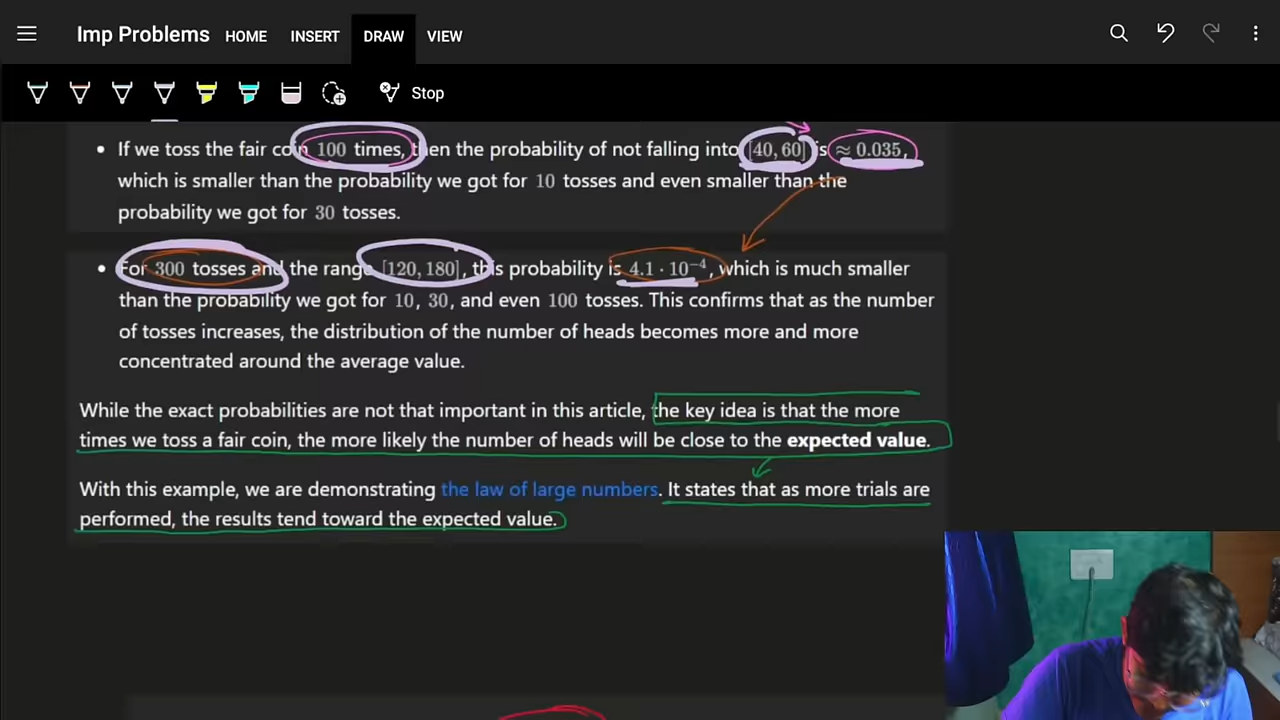 Imp Problems HOME INSERT DRAW VIEW
Stop
• If we toss the fair coin 100 times, then the probability of not falling into [40, 60] is ≈ 0.035,
which is smaller than the probability we got for 10 tosses and even smaller than the
probability we got for 30 tosses.
• For 300 tosses and the range [120, 180], this probability is 4.1 · 10⁻⁴, which is much smaller
than the probability we got for 10, 30, and even 100 tosses. This confirms that as the number
of tosses increases, the distribution of the number of heads becomes more and more
concentrated around the average value.
While the exact probabilities are not that important in this article, the key idea is that the more
times we toss a fair coin, the more likely the number of heads will be close to the expected value.
With this example, we are demonstrating the law of large numbers. It states that as more trials are
performed, the results tend toward the expected value.